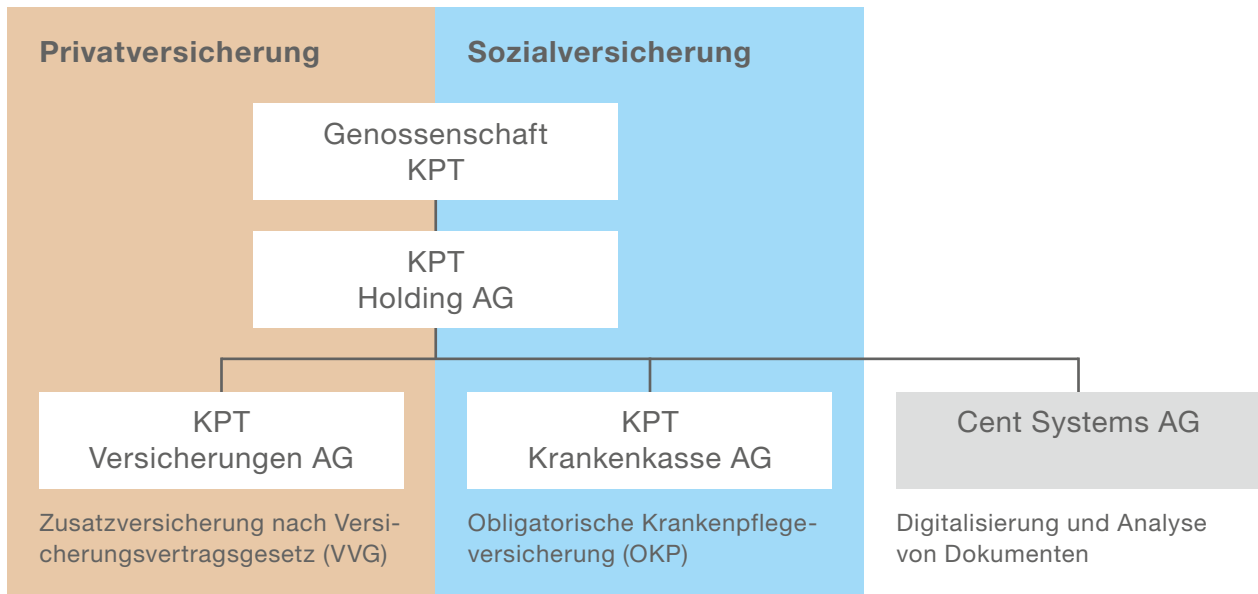 Privatversicherung
Sozialversicherung
Genossenschaft
KPT
KPT
Holding AG
KPT
Versicherungen AG
KPT
Krankenkasse AG
Cent Systems AG
Zusatzversicherung nach Versi-
cherungsvertragsgesetz (VVG)
Obligatorische Krankenpflege-
versicherung (OKP)
Digitalisierung und Analyse
von Dokumenten